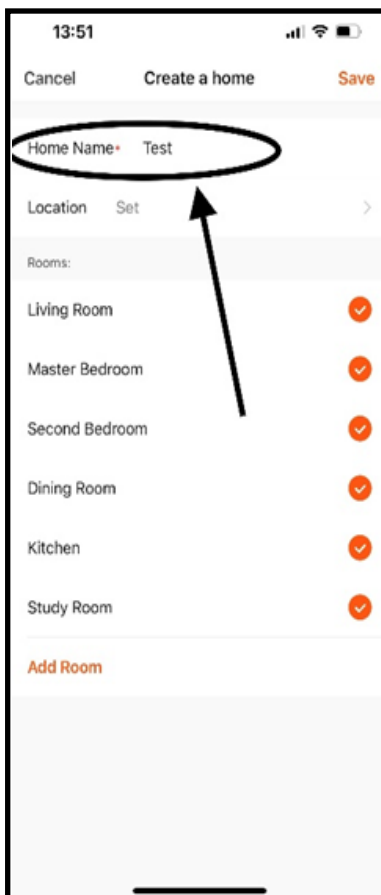 13:51
Cancel Create a home Save
Home Name* Test
Location Set
Rooms:
Living Room
Master Bedroom
Second Bedroom
Dining Room
Kitchen
Study Room
Add Room